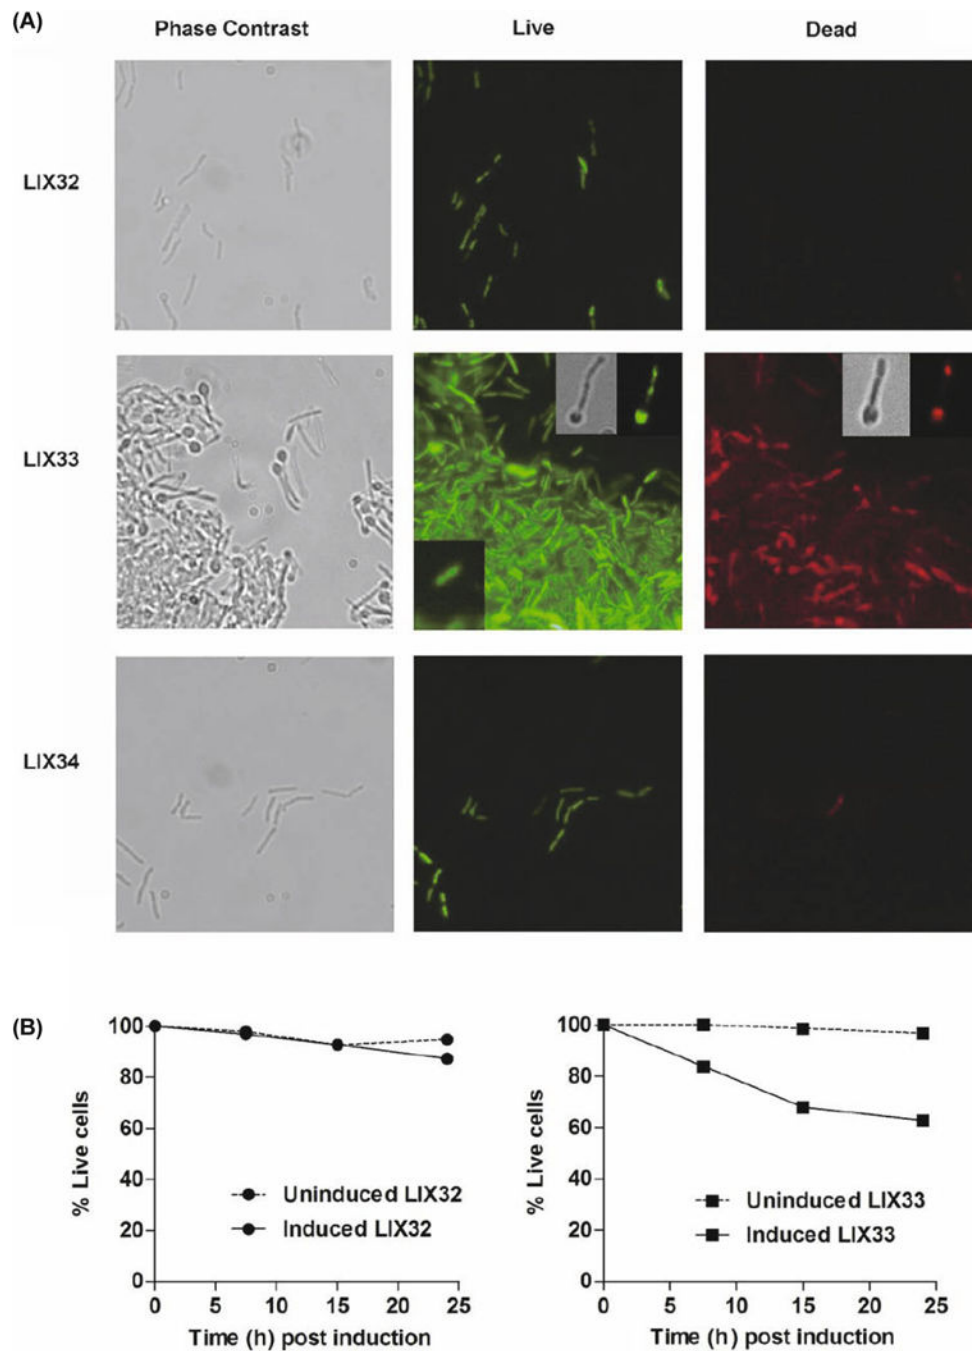 (A)
Phase Contrast Live Dead
LIX32
LIX33
LIX34
(B)
100
80
60
40
20
0
% Live cells
Uninduced LIX32
Induced LIX32
0 5 10 15 20 25
Time (h) post induction
100
80
60
40
20
0
% Live cells
Uninduced LIX33
Induced LIX33
0 5 10 15 20 25
Time (h) post induction